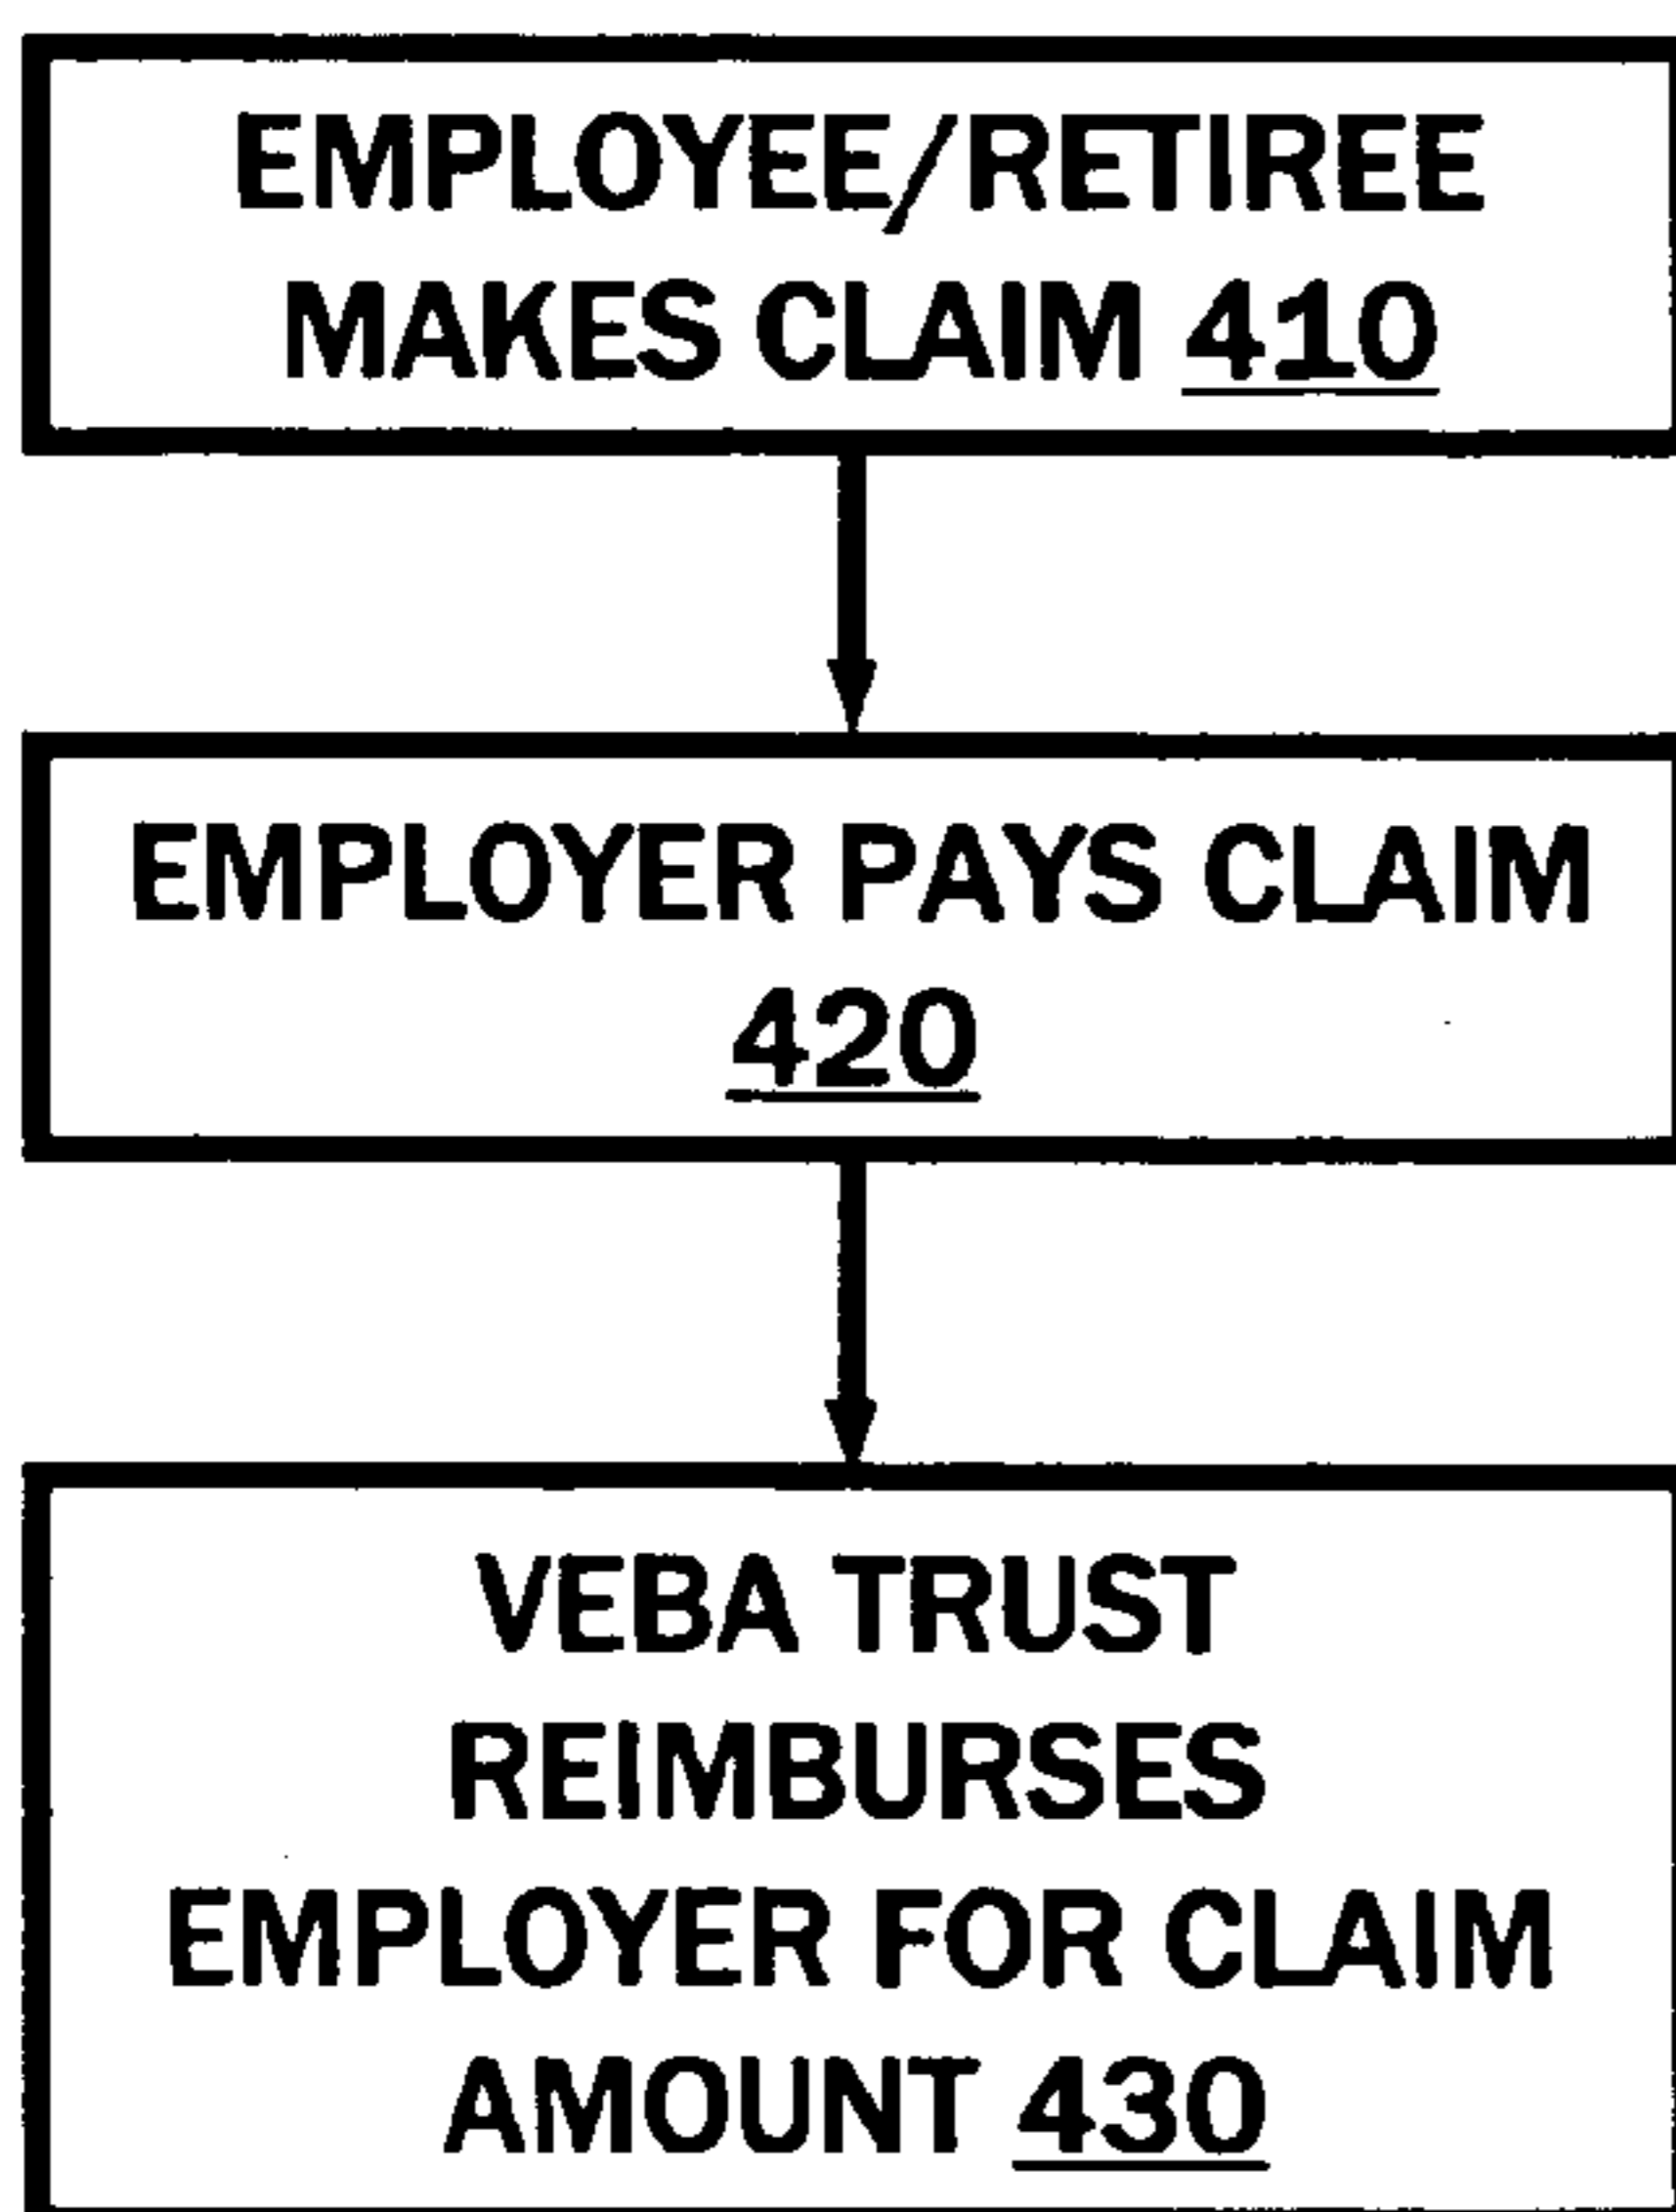 EMPLOYEE/RETIREE
MAKES CLAIM 410
EMPLOYER PAYS CLAIM
420
VEBA TRUST
REIMBURSES
EMPLOYER FOR CLAIM
AMOUNT 430